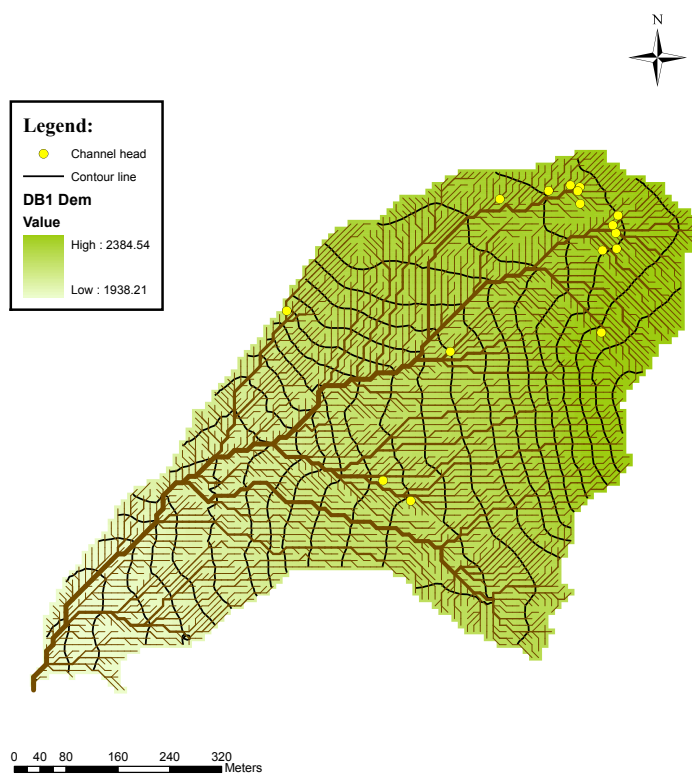 N
Legend:
Channel head
Contour line
DB1 Dem
Value
High : 2384.54
Low : 1938.21
0 40 80 160 240 320
Meters